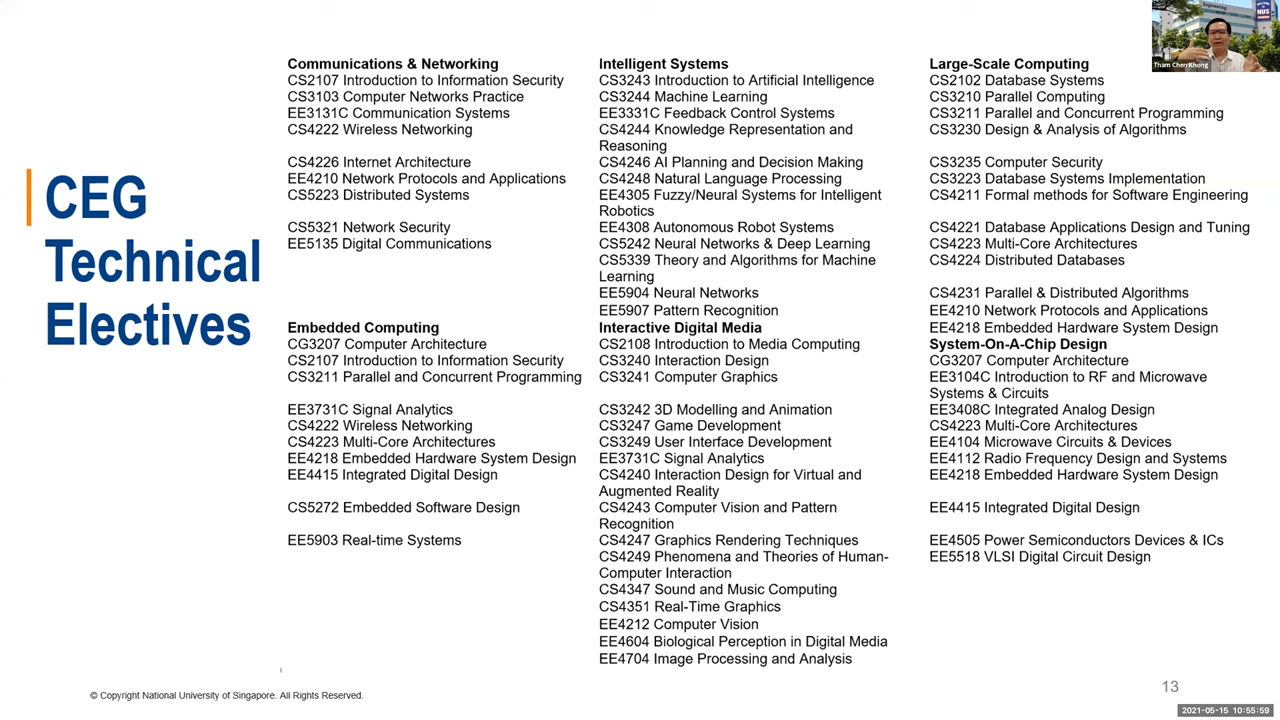 CEG
Technical
Electives
Communications & Networking
CS2107 Introduction to Information Security
CS3103 Computer Networks Practice
EE3131C Communication Systems
CS4222 Wireless Networking
CS4226 Internet Architecture
EE4210 Network Protocols and Applications
CS5223 Distributed Systems
CS5321 Network Security
EE5135 Digital Communications
Embedded Computing
CG3207 Computer Architecture
CS2107 Introduction to Information Security
CS3211 Parallel and Concurrent Programming
EE3731C Signal Analytics
CS4222 Wireless Networking
CS4223 Multi-Core Architectures
EE4218 Embedded Hardware System Design
EE4415 Integrated Digital Design
CS5272 Embedded Software Design
EE5903 Real-time Systems
Intelligent Systems
CS3243 Introduction to Artificial Intelligence
CS3244 Machine Learning
EE3331C Feedback Control Systems
CS4244 Knowledge Representation and
Reasoning
CS4246 AI Planning and Decision Making
CS4248 Natural Language Processing
EE4305 Fuzzy/Neural Systems for Intelligent
Robotics
EE4308 Autonomous Robot Systems
CS5242 Neural Networks & Deep Learning
CS5339 Theory and Algorithms for Machine
Learning
EE5904 Neural Networks
EE5907 Pattern Recognition
Interactive Digital Media
CS2108 Introduction to Media Computing
CS3240 Interaction Design
CS3241 Computer Graphics
CS3242 3D Modelling and Animation
CS3247 Game Development
CS3249 User Interface Development
EE3731C Signal Analytics
CS4240 Interaction Design for Virtual and
Augmented Reality
CS4243 Computer Vision and Pattern
Recognition
CS4247 Graphics Rendering Techniques
CS4249 Phenomena and Theories of Human-
Computer Interaction
CS4347 Sound and Music Computing
CS4351 Real-Time Graphics
EE4212 Computer Vision
EE4604 Biological Perception in Digital Media
EE4704 Image Processing and Analysis
Large-Scale Computing
CS2102 Database Systems
CS3210 Parallel Computing
CS3211 Parallel and Concurrent Programming
CS3230 Design & Analysis of Algorithms
CS3235 Computer Security
CS3223 Database Systems Implementation
CS4211 Formal methods for Software Engineering
CS4221 Database Applications Design and Tuning
CS4223 Multi-Core Architectures
CS4224 Distributed Databases
CS4231 Parallel & Distributed Algorithms
EE4210 Network Protocols and Applications
EE4218 Embedded Hardware System Design
System-On-A-Chip Design
CG3207 Computer Architecture
EE3104C Introduction to RF and Microwave
Systems & Circuits
EE3408C Integrated Analog Design
CS4223 Multi-Core Architectures
EE4104 Microwave Circuits & Devices
EE4112 Radio Frequency Design and Systems
EE4218 Embedded Hardware System Design
EE4415 Integrated Digital Design
EE4505 Power Semiconductors Devices & ICs
EE5518 VLSI Digital Circuit Design
NUS
Tham Chen Khong
© Copyright National University of Singapore. All Rights Reserved.
13
2021-05-15 10:55:59